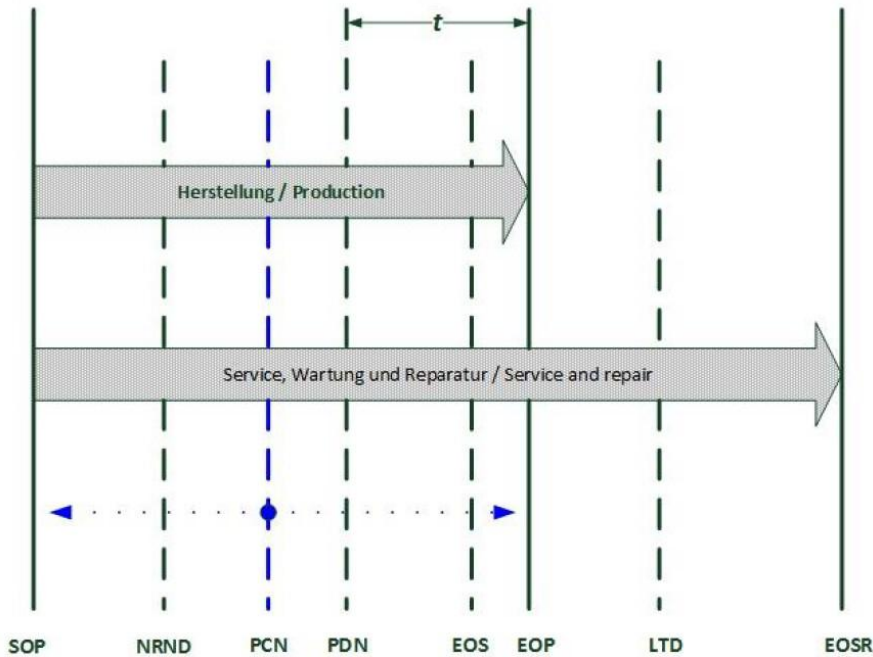 t
Herstellung / Production
Service, Wartung und Reparatur / Service and repair
SOP NRND PCN PDN EOS EOP LTD EOSR